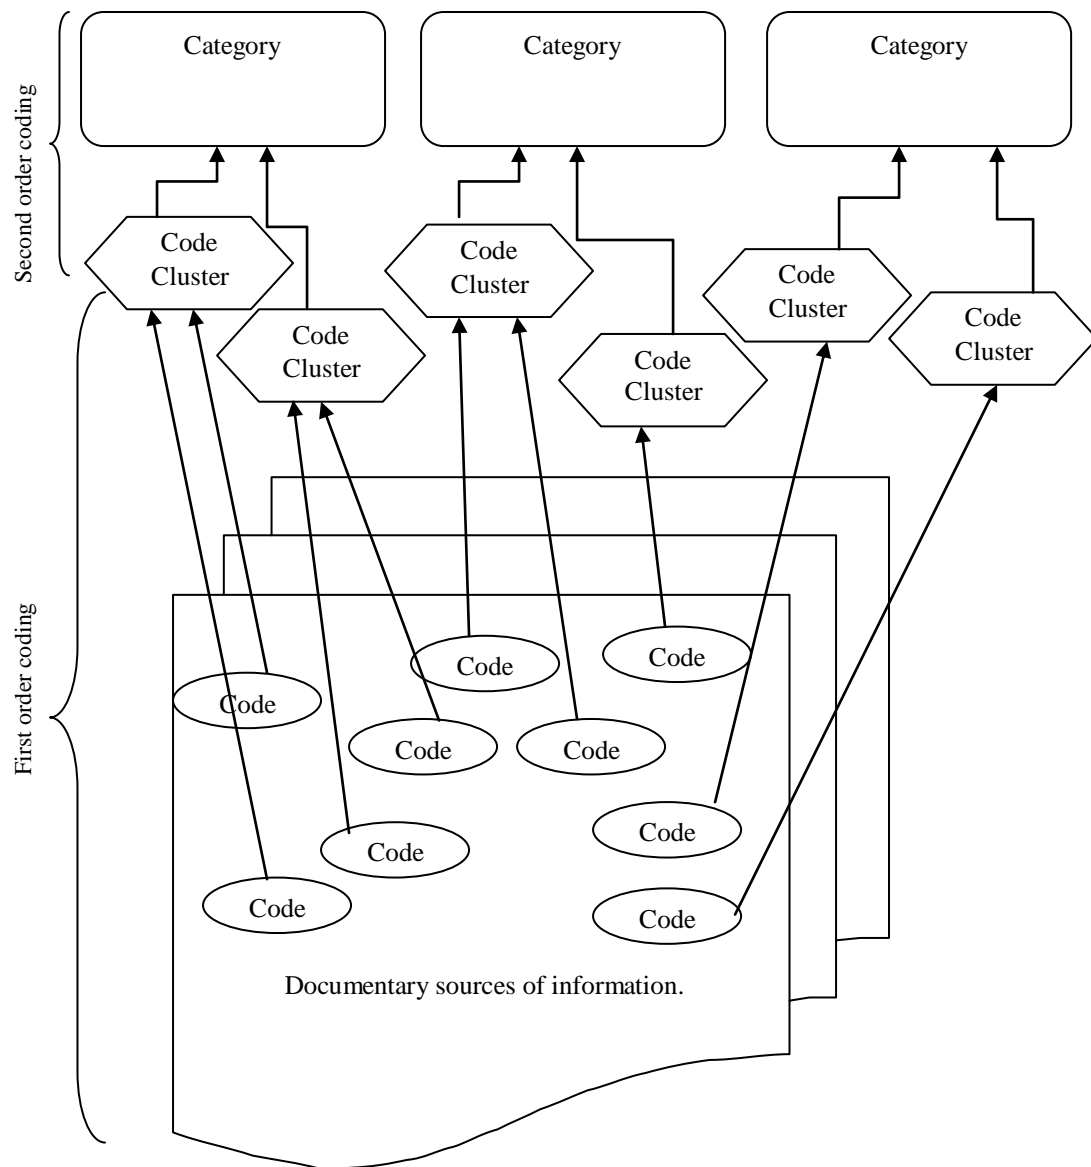 Category
Category
Category
Second order coding
Code
Cluster
Code
Cluster
Code
Cluster
Code
Cluster
Code
Cluster
Code
Cluster
First order coding
Code
Code
Code
Code
Code
Code
Code
Code
Code
Documentary sources of information.